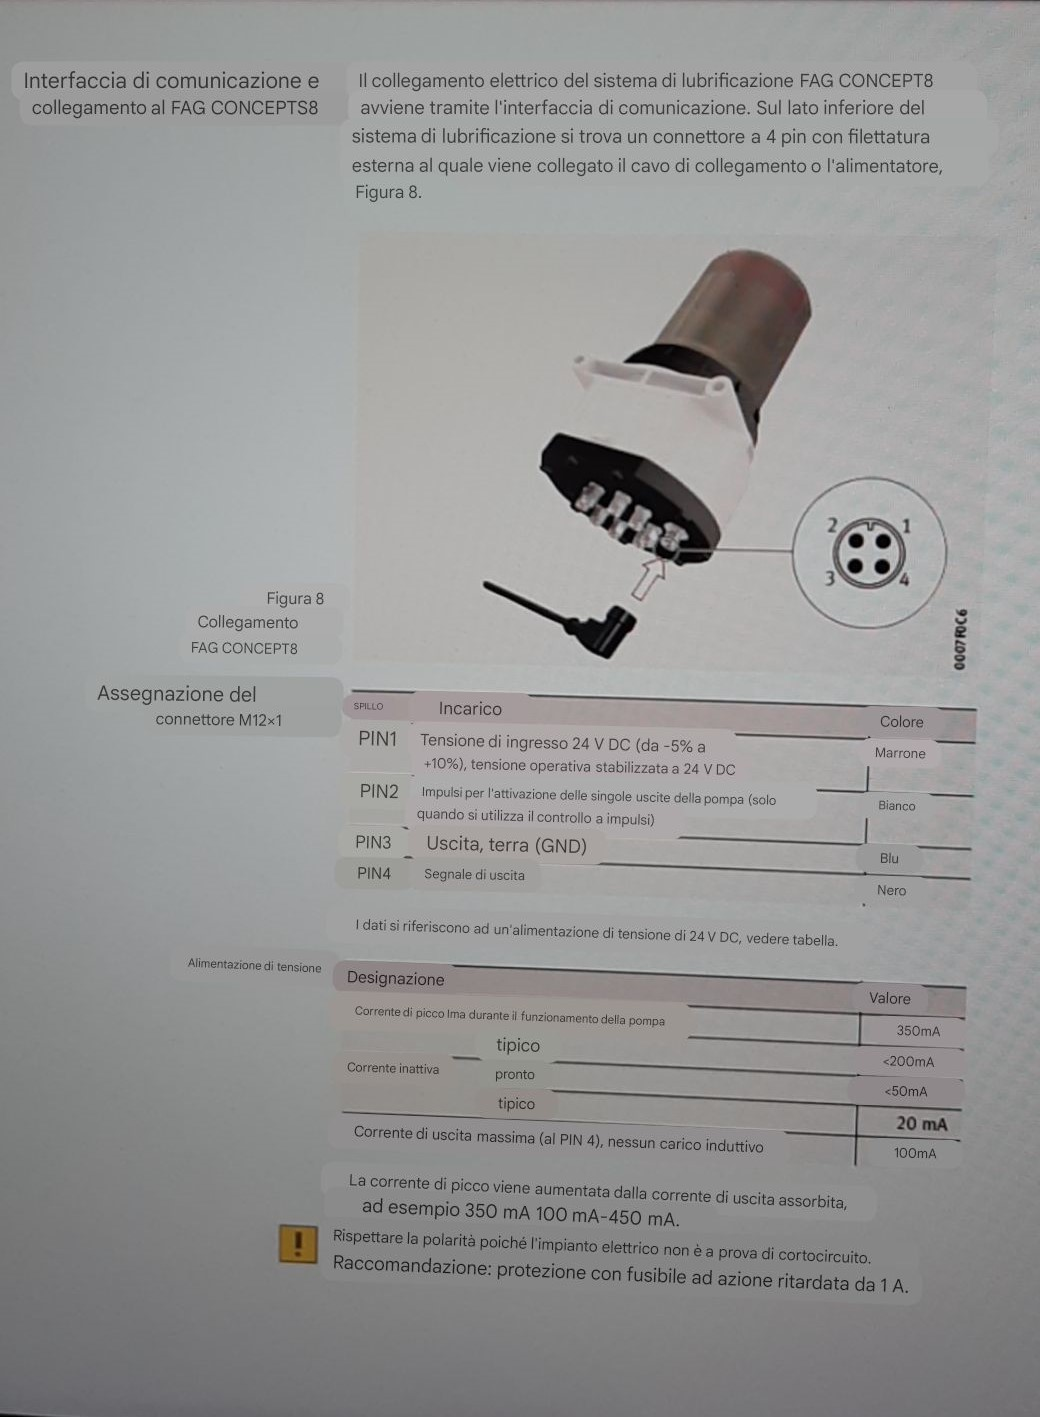 Interfaccia di comunicazione e
collegamento al FAG CONCEPTS8
Il collegamento elettrico del sistema di lubrificazione FAG CONCEPT8
avviene tramite l'interfaccia di comunicazione. Sul lato inferiore del
sistema di lubrificazione si trova un connettore a 4 pin con filettatura
esterna al quale viene collegato il cavo di collegamento o l'alimentatore,
Figura 8.
2 1
3 4
0007F0C6
Figura 8
Collegamento
FAG CONCEPT8
Assegnazione del
connettore M12×1
SPILLO Incarico Colore
PIN1 Tensione di ingresso 24 V DC (da -5% a Marrone
+10%), tensione operativa stabilizzata a 24 V DC
PIN2 Impulsi per l'attivazione delle singole uscite della pompa (solo Bianco
quando si utilizza il controllo a impulsi)
PIN3 Uscita, terra (GND) Blu
PIN4 Segnale di uscita Nero
I dati si riferiscono ad un'alimentazione di tensione di 24 V DC, vedere tabella.
Alimentazione di tensione
Designazione Valore
Corrente di picco Ima durante il funzionamento della pompa 350mA
tipico <200mA
Corrente inattiva pronto <50mA
tipico 20 mA
Corrente di uscita massima (al PIN 4), nessun carico induttivo 100mA
La corrente di picco viene aumentata dalla corrente di uscita assorbita,
ad esempio 350 mA 100 mA-450 mA.
! Rispettare la polarità poiché l'impianto elettrico non è a prova di cortocircuito.
Raccomandazione: protezione con fusibile ad azione ritardata da 1 A.